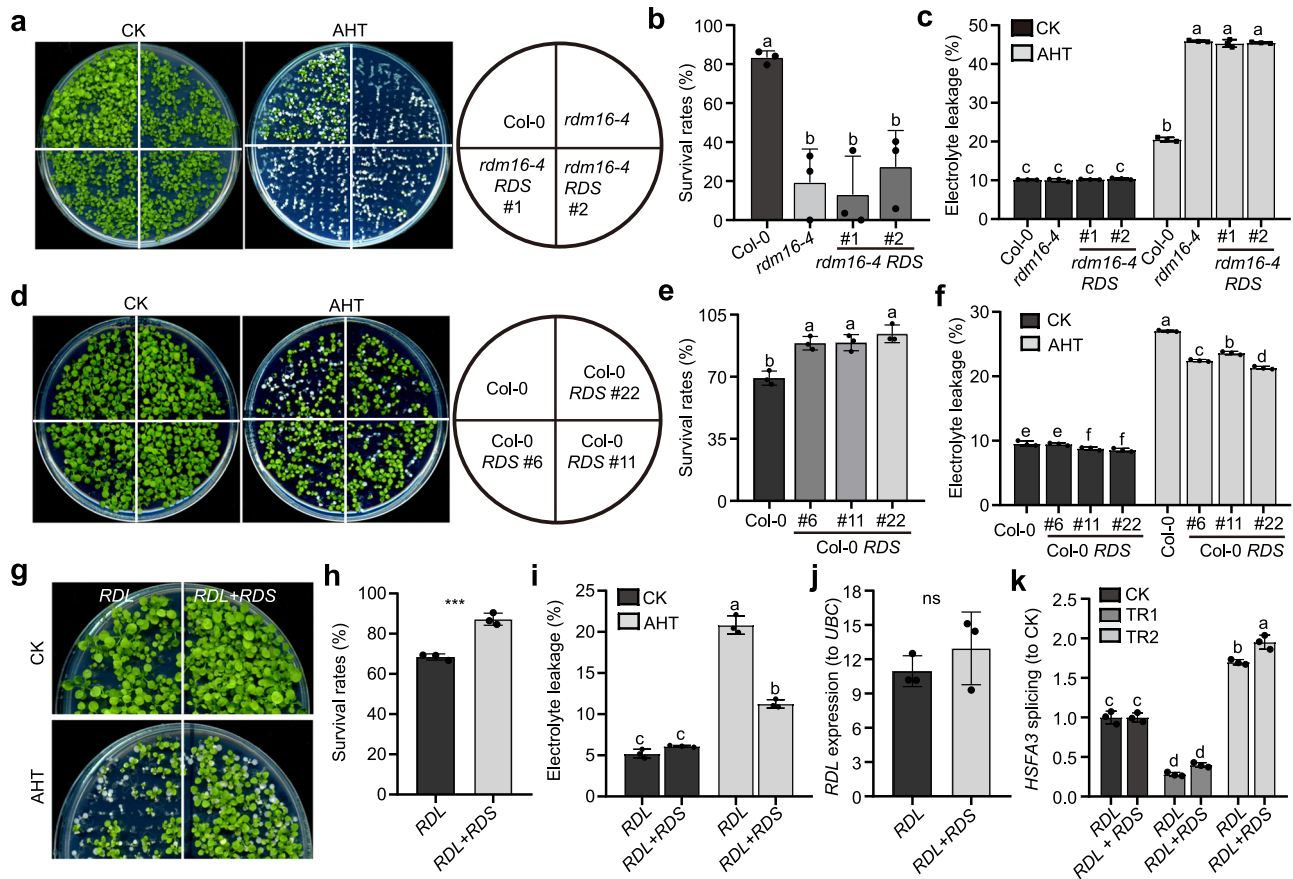 a
CK
AHT
Col-0
rdm16-4
rdm16-4
RDS
#1
rdm16-4
RDS
#2
b
Survival rates (%)
100
80
60
40
20
0
a
b
b
b
Col-0
rdm16-4
#1
#2
rdm16-4 RDS
c
Electrolyte leakage (%)
50
40
30
20
10
0
CK
AHT
c
c
c
c
b
a
a
a
Col-0
rdm16-4
#1
#2
rdm16-4
RDS
Col-0
rdm16-4
#1
#2
rdm16-4
RDS
d
CK
AHT
Col-0
Col-0
RDS #22
Col-0
RDS #6
Col-0
RDS #11
e
Survival rates (%)
105
70
35
0
b
a
a
a
Col-0
#6
#11
#22
Col-0 RDS
f
Electrolyte leakage (%)
30
20
10
0
CK
AHT
e
e
f
f
a
c
b
d
Col-0
#6
#11
#22
Col-0 RDS
Col-0
#6
#11
#22
Col-0 RDS
g
RDL
RDL+RDS
CK
AHT
h
Survival rates (%)
100
80
60
40
20
0
***
RDL
RDL+RDS
i
Electrolyte leakage (%)
25
20
15
10
5
0
CK
AHT
c
c
a
b
RDL
RDL+RDS
RDL
RDL+RDS
j
RDL expression (to UBC)
18
15
12
9
6
3
0
ns
RDL
RDL+RDS
k
HSFA3 splicing (to CK)
2.5
2.0
1.5
1.0
0.5
0.0
CK
TR1
TR2
c
c
d
d
b
a
RDL
RDL + RDS
RDL
RDL+RDS
RDL
RDL+RDS